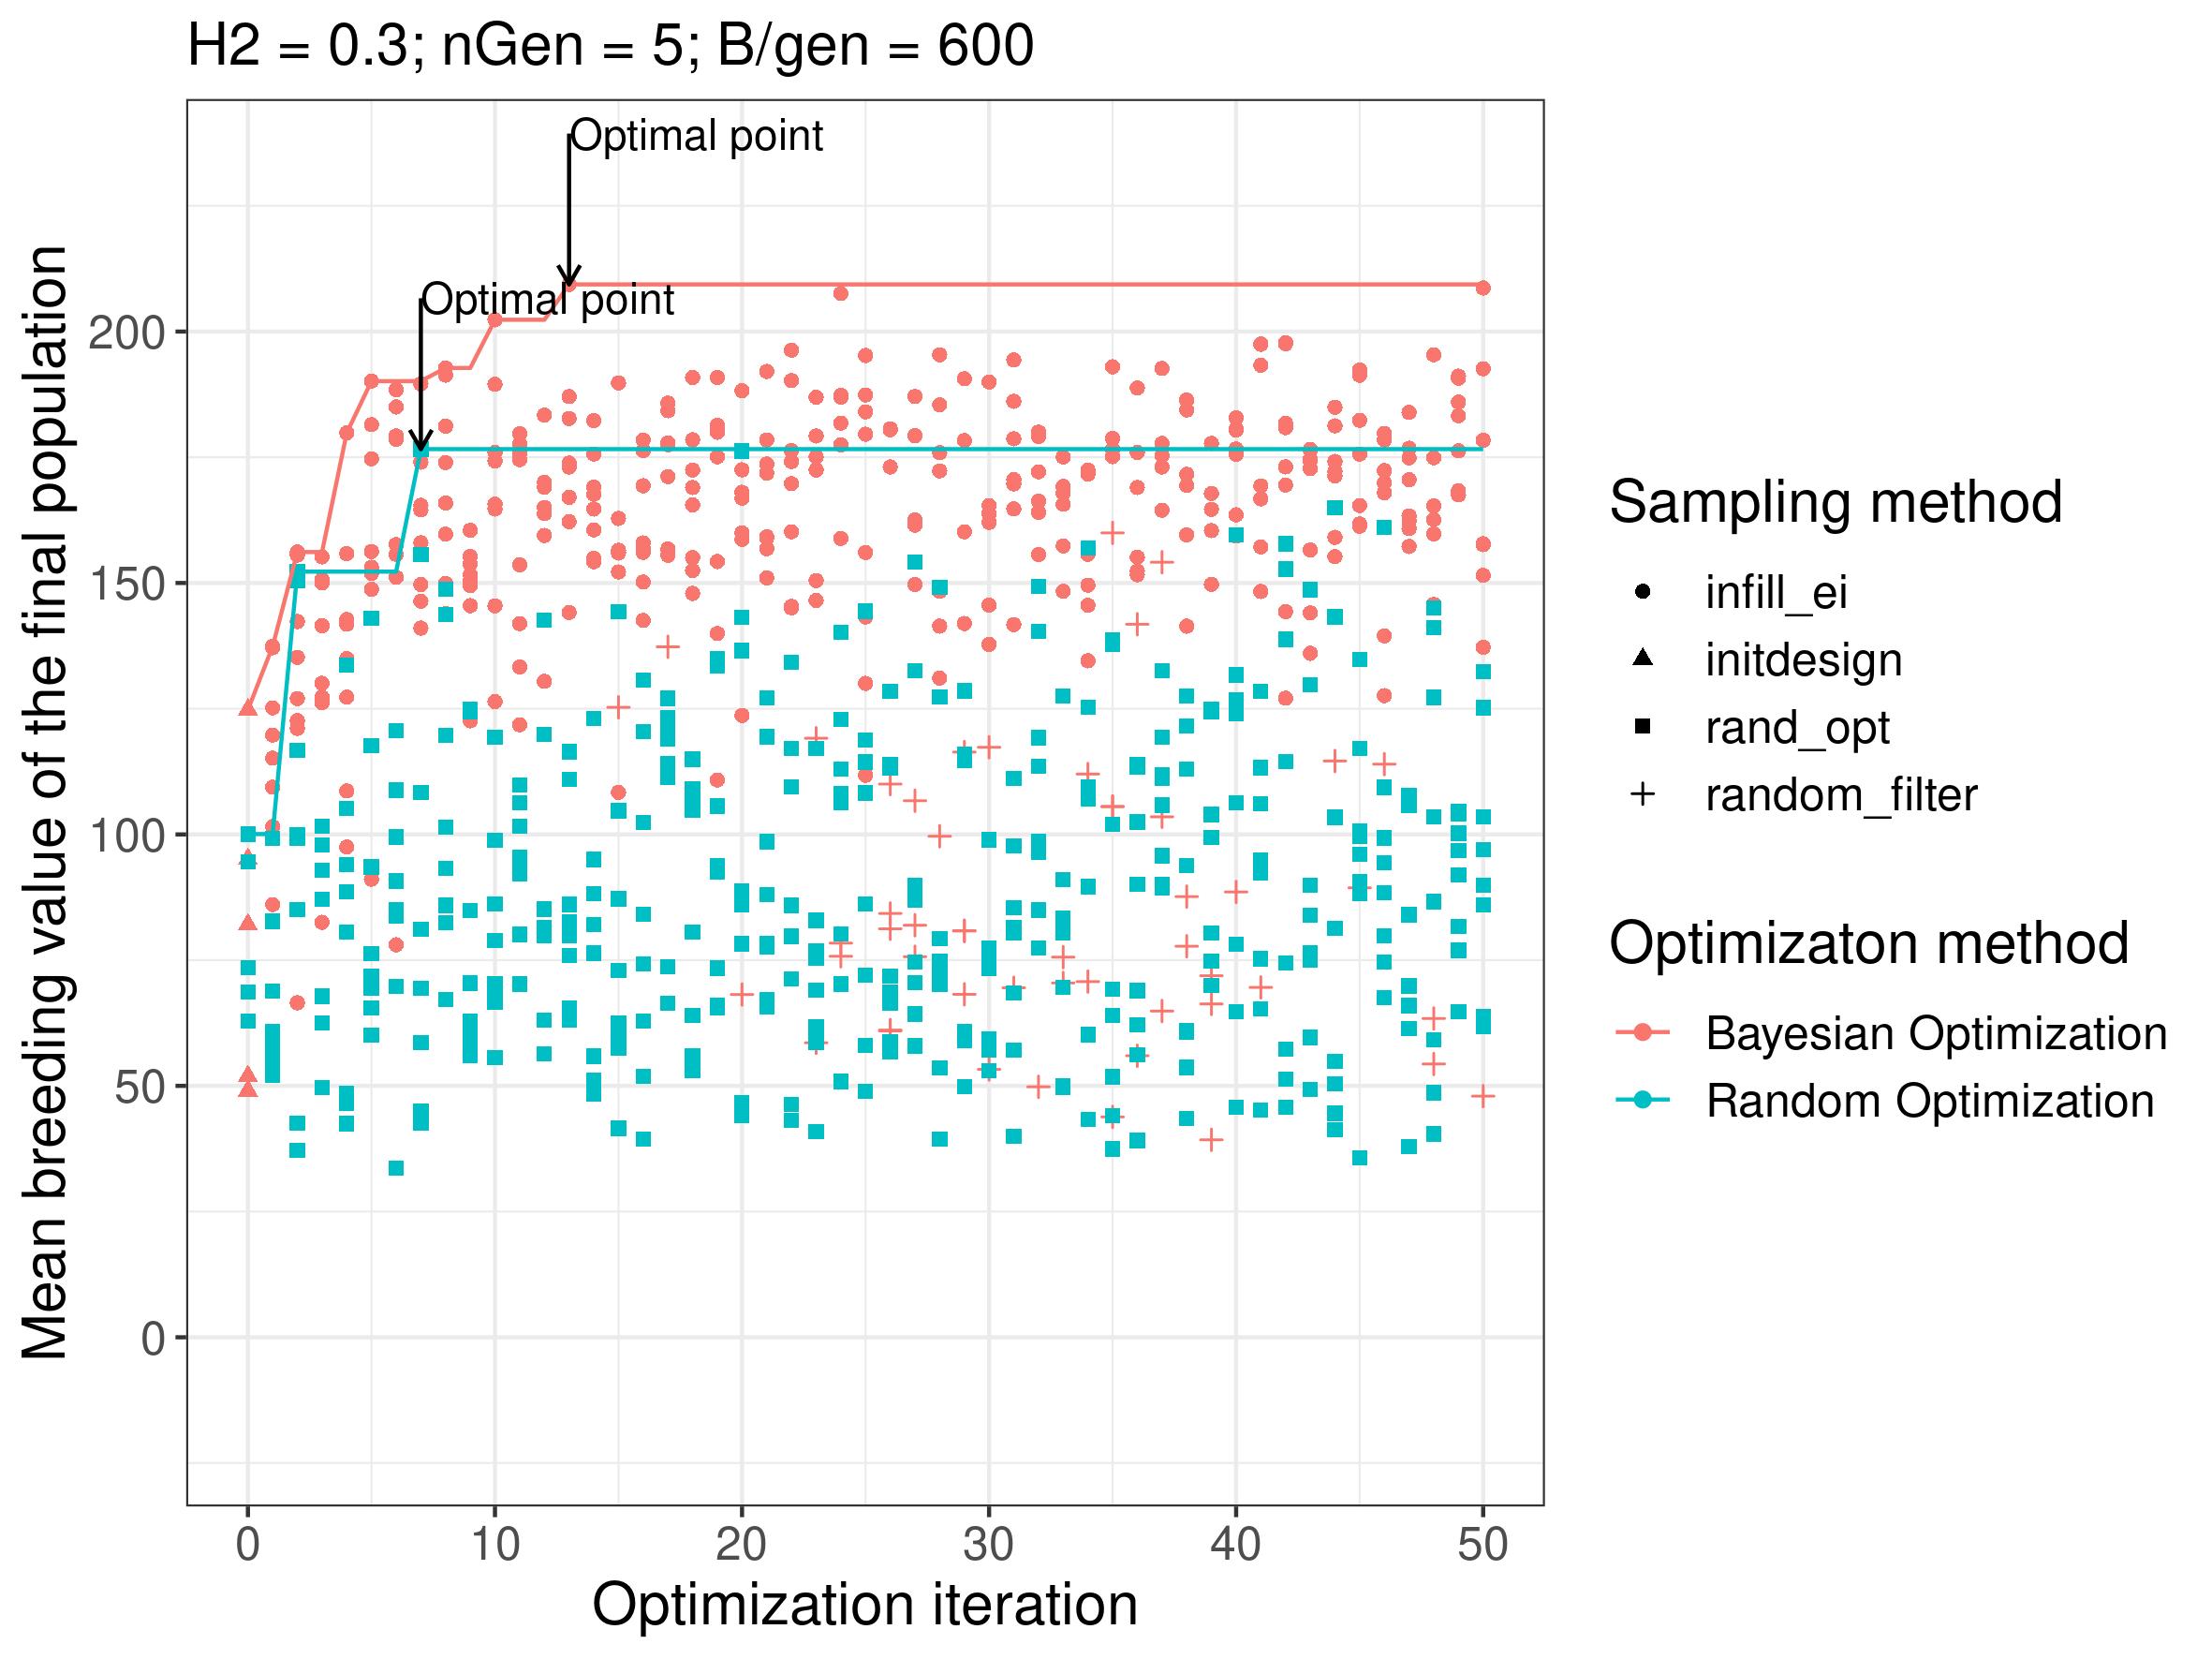 H2 = 0.3; nGen = 5; B/gen = 600
Mean breeding value of the final population
200
150
100
50
0
Optimal point
Optimal point
0 10 20 30 40 50
Optimization iteration
Sampling method
infill_ei
initdesign
rand_opt
random_filter
Optimizaton method
Bayesian Optimization
Random Optimization